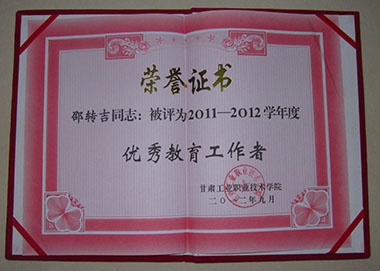 荣誉证书
邵转吉同志：被评为2011—2012学年度
优秀教育工作者
甘肃工业职业技术学院
二〇一二年九月